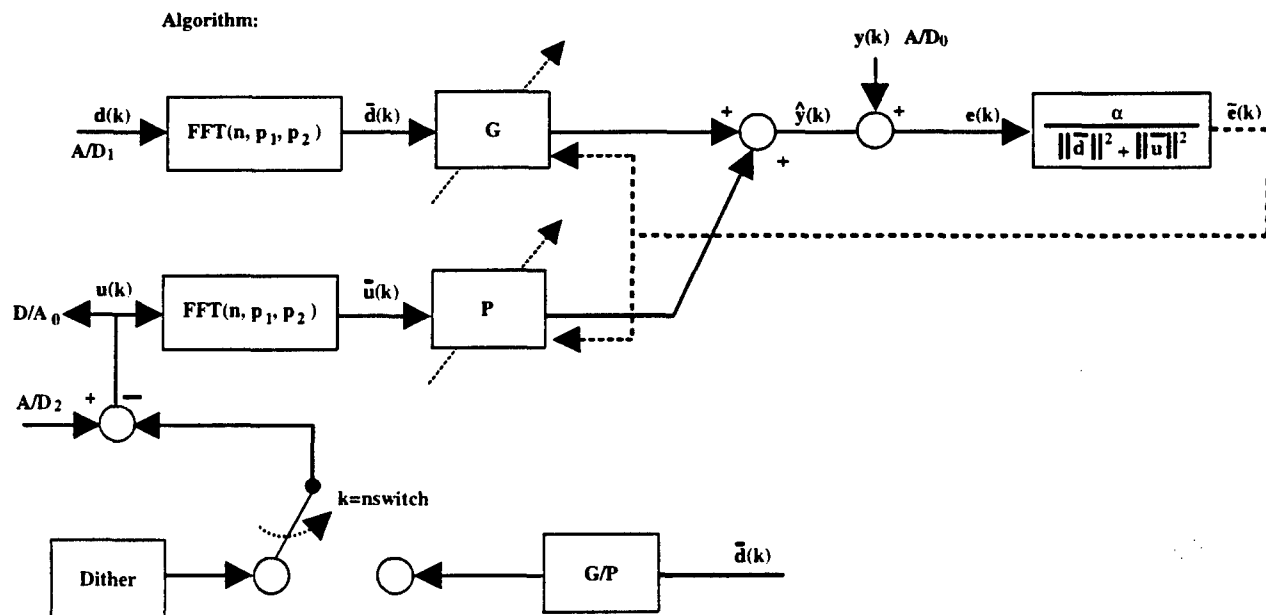 Algorithm:
y(k) A/D₀
d(k)
A/D₁
FFT(n, p₁, p₂)
d̄(k)
G
+
ŷ(k)
+
+
e(k)
α
‖d̄‖² + ‖ū‖²
ē(k)
D/A₀
u(k)
FFT(n, p₁, p₂)
ū(k)
P
A/D₂
+
−
k=nswitch
Dither
G/P
d̄(k)